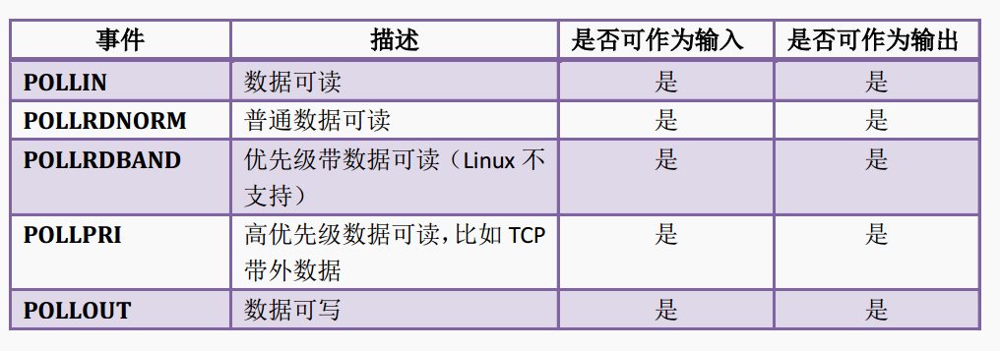 事件 描述 是否可作为输入 是否可作为输出
POLLIN 数据可读 是 是
POLLRDNORM 普通数据可读 是 是
POLLRDBAND 优先级带数据可读（Linux 不 是 是
支持）
POLLPRI 高优先级数据可读，比如 TCP 是 是
带外数据
POLLOUT 数据可写 是 是